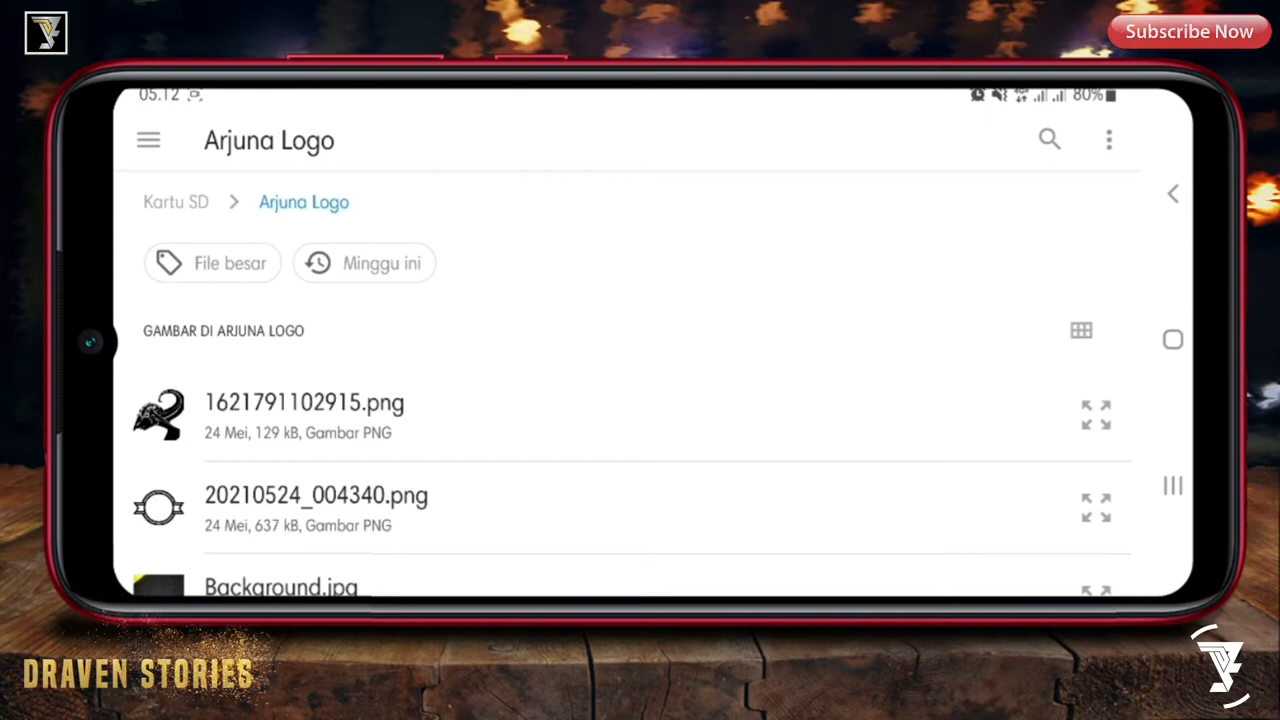 Subscribe Now
05.12
80%
Arjuna Logo
Kartu SD
Arjuna Logo
File besar
Minggu ini
GAMBAR DI ARJUNA LOGO
1621791102915.png
24 Mei, 129 kB, Gambar PNG
20210524_004340.png
24 Mei, 637 kB, Gambar PNG
Background.jpg
DRAVEN STORIES